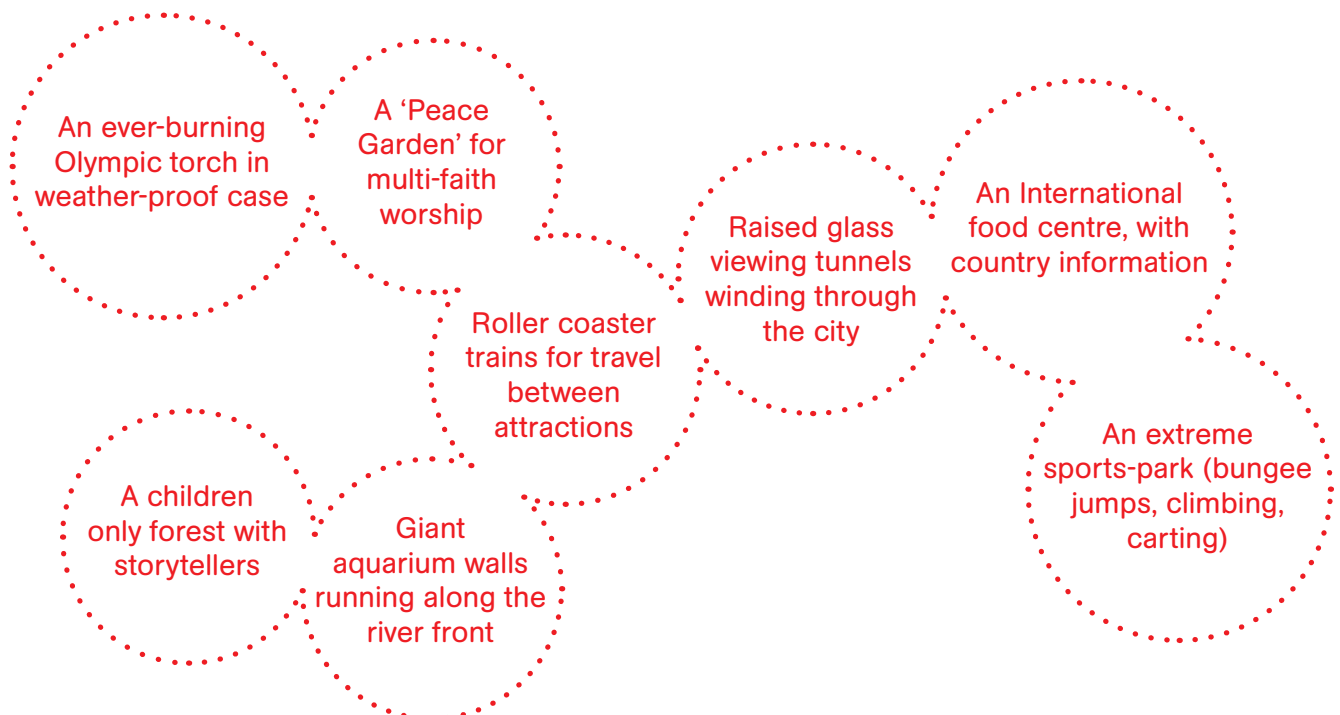 An ever-burning
Olympic torch in
weather-proof case
A ‘Peace
Garden’ for
multi-faith
worship
Raised glass
viewing tunnels
winding through
the city
An International
food centre, with
country information
Roller coaster
trains for travel
between
attractions
An extreme
sports-park (bungee
jumps, climbing,
carting)
A children
only forest with
storytellers
Giant
aquarium walls
running along the
river front